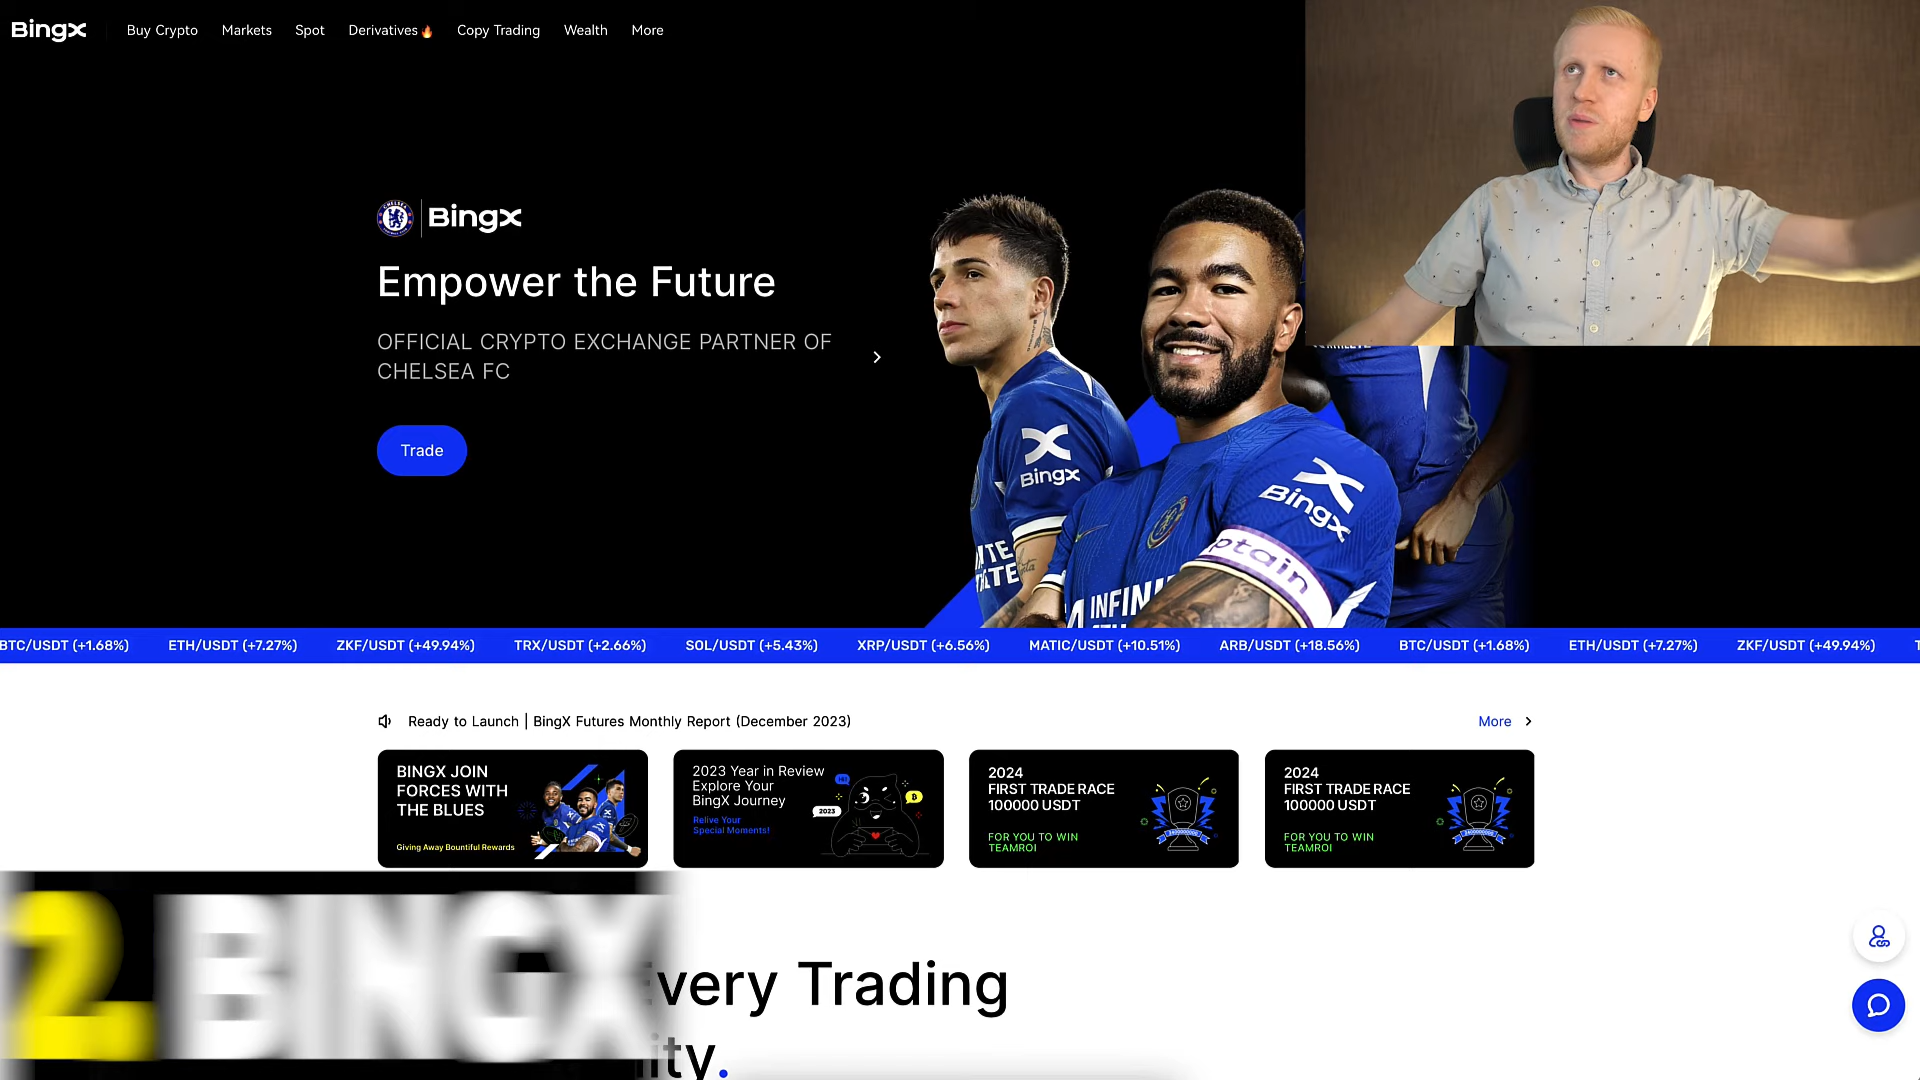 Bingx
Buy Crypto Markets Spot Derivatives Copy Trading Wealth More
CHELSEA
Bingx
Empower the Future
OFFICIAL CRYPTO EXCHANGE PARTNER OF
CHELSEA FC
Trade
Bingx
Bingx
ptain
INFINI
BTC/USDT (+1.68%) ETH/USDT (+7.27%) ZKF/USDT (+49.94%) TRX/USDT (+2.66%) SOL/USDT (+5.43%) XRP/USDT (+6.56%) MATIC/USDT (+10.51%) ARB/USDT (+18.56%) BTC/USDT (+1.68%) ETH/USDT (+7.27%) ZKF/USDT (+49.94%) T
Ready to Launch | BingX Futures Monthly Report (December 2023)
More
BINGX JOIN
FORCES WITH
THE BLUES
Giving Away Bountiful Rewards
2023 Year in Review
Explore Your
BingX Journey
Relive Your
Special Moments!
2023
2024
FIRST TRADE RACE
100000 USDT
FOR YOU TO WIN
TEAMROI
2024
FIRST TRADE RACE
100000 USDT
FOR YOU TO WIN
TEAMROI
2. BINGX
Every Trading
ity.